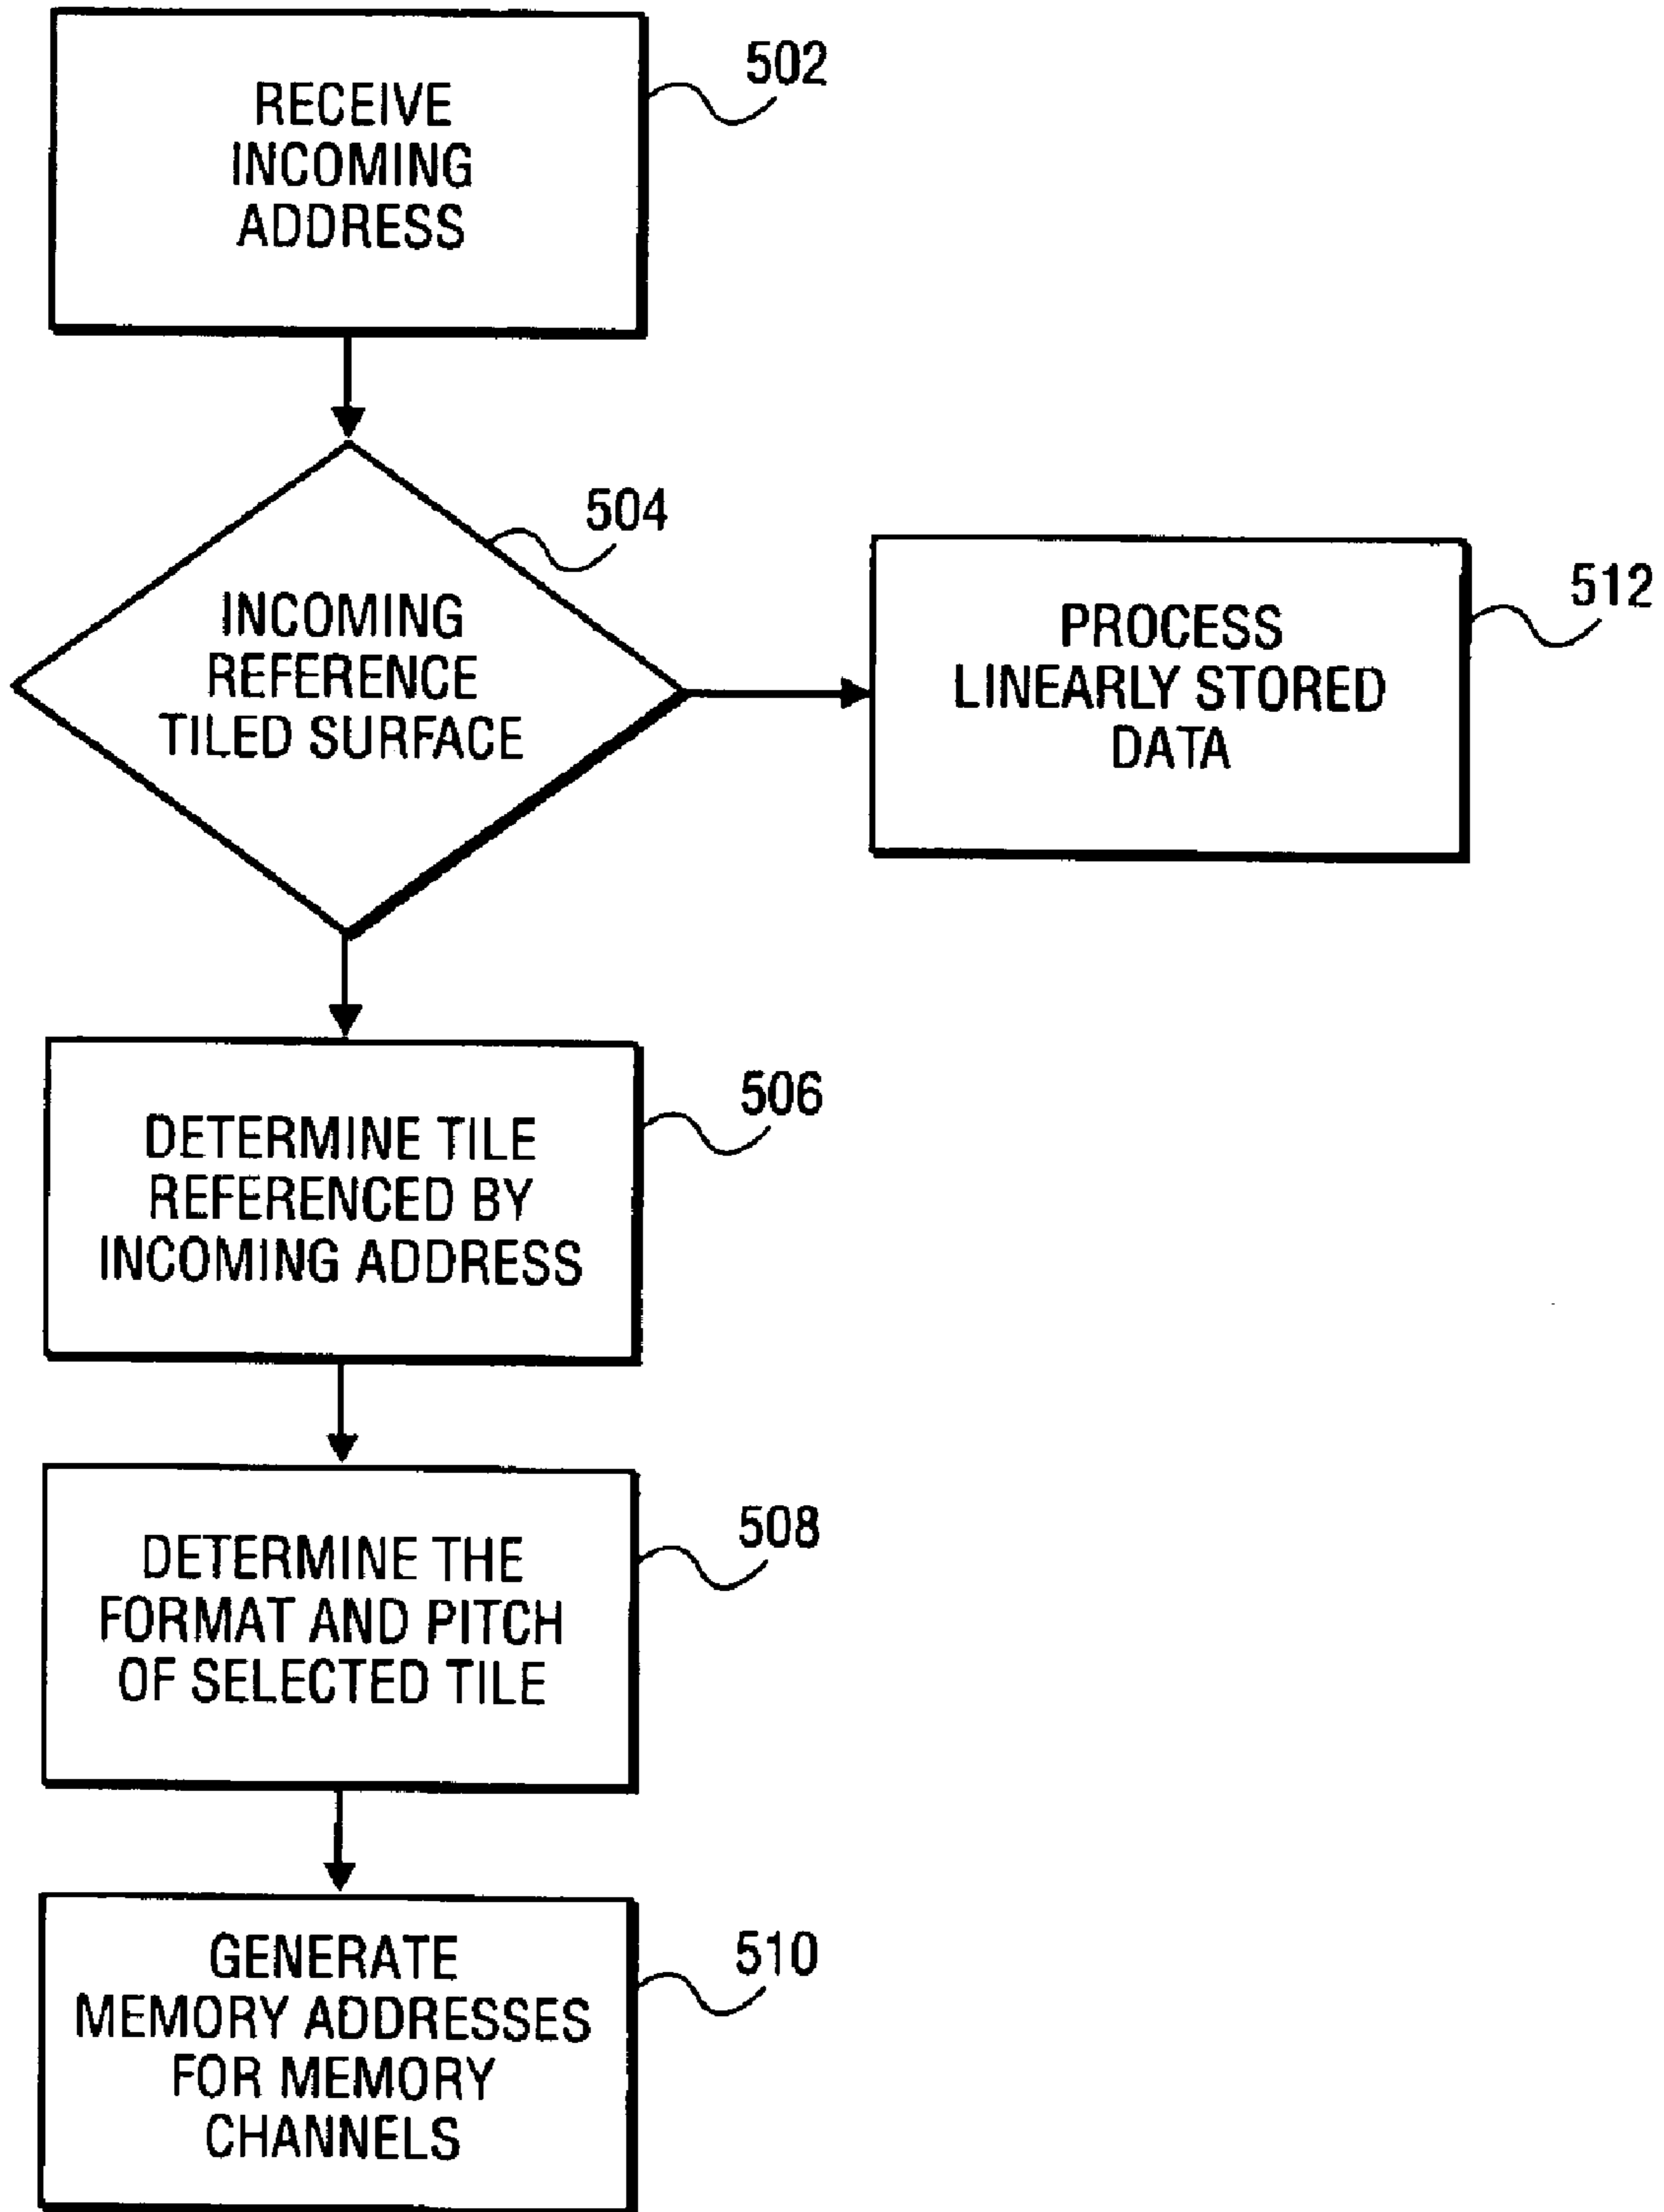 RECEIVE
INCOMING
ADDRESS
502
INCOMING
REFERENCE
TILED SURFACE
504
PROCESS
LINEARLY STORED
DATA
512
DETERMINE TILE
REFERENCED BY
INCOMING ADDRESS
506
DETERMINE THE
FORMAT AND PITCH
OF SELECTED TILE
508
GENERATE
MEMORY ADDRESSES
FOR MEMORY
CHANNELS
510